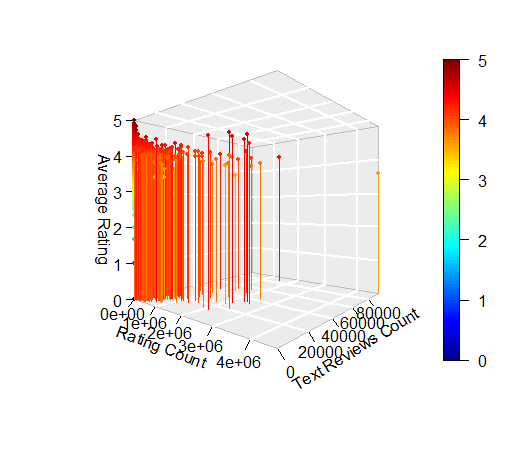 5
4
3
2
1
0
Average Rating
0e+00
1e+06
2e+06
3e+06
4e+06
Rating Count
0
20000
40000
60000
80000
Text Reviews Count
5
4
3
2
1
0